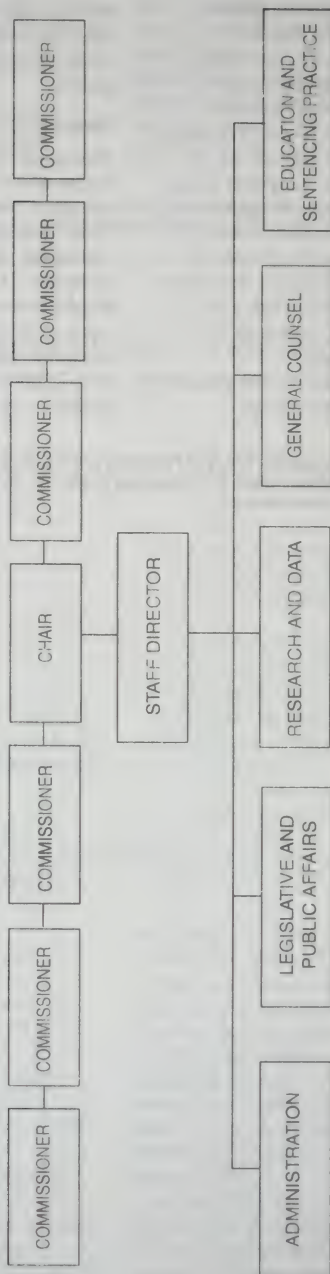 COMMISSIONER
COMMISSIONER
COMMISSIONER
CHAIR
COMMISSIONER
COMMISSIONER
COMMISSIONER
STAFF DIRECTOR
ADMINISTRATION
LEGISLATIVE AND
PUBLIC AFFAIRS
RESEARCH AND DATA
GENERAL COUNSEL
EDUCATION AND
SENTENCING PRACTICE